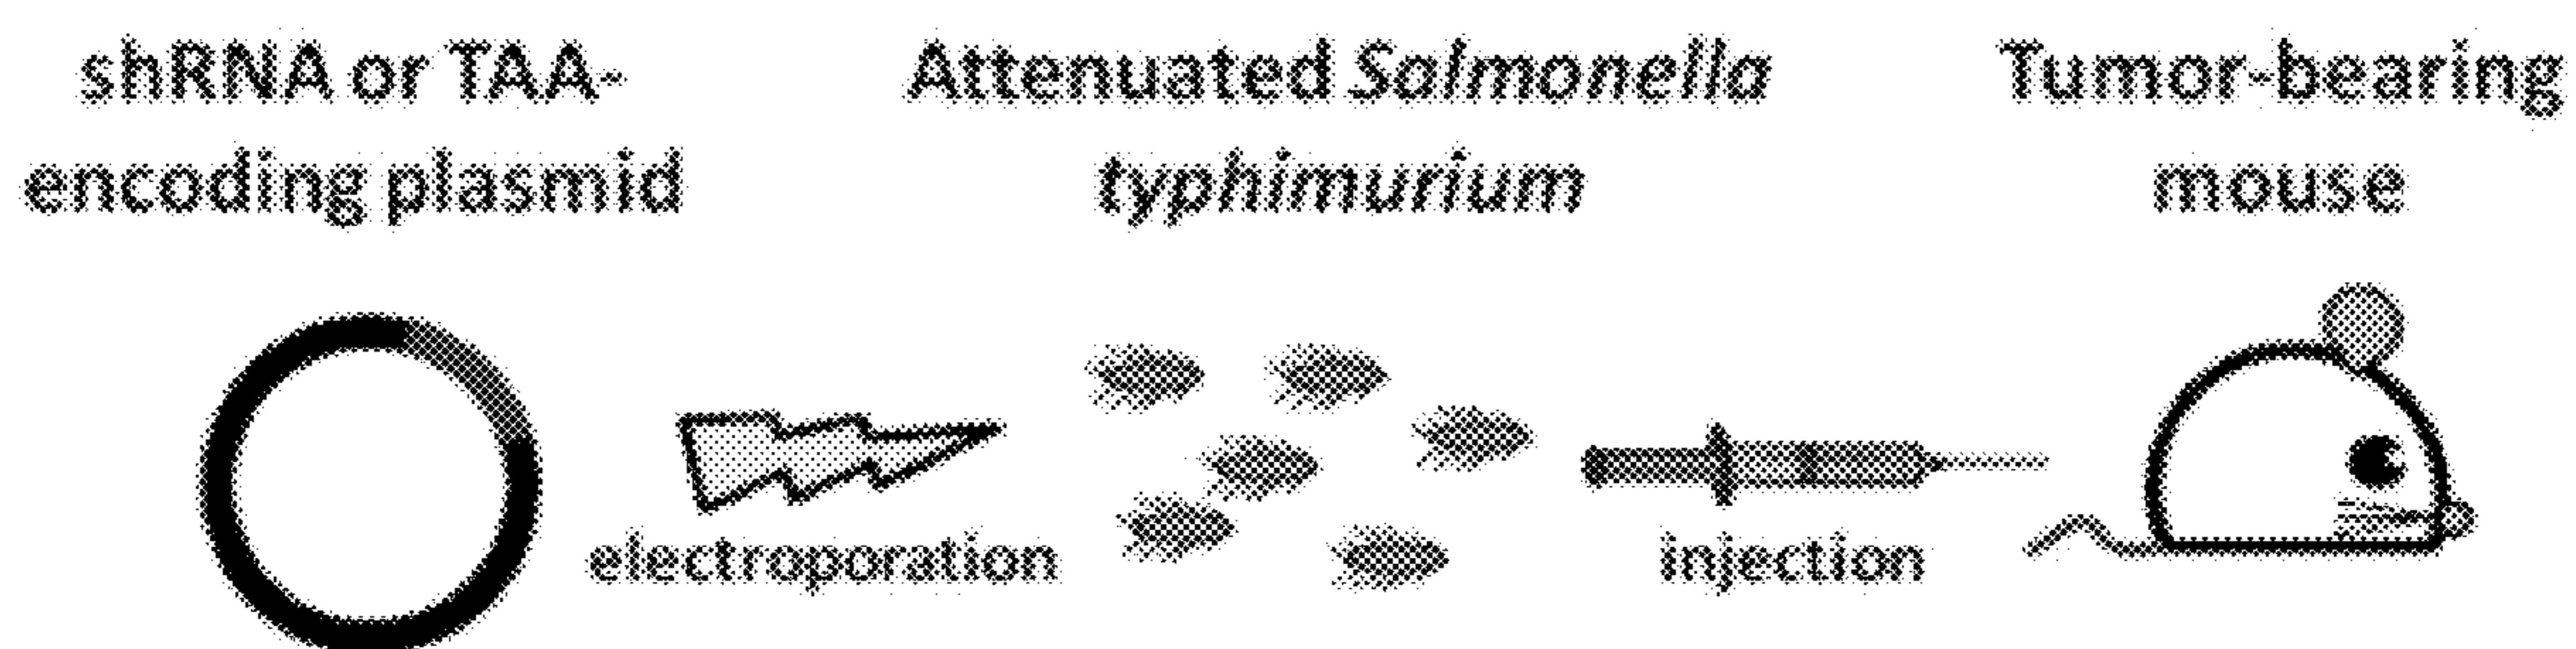 shRNA or TAA-
encoding plasmid
Attenuated Salmonella
typhimurium
Tumor-bearing
mouse
electroporation
injection